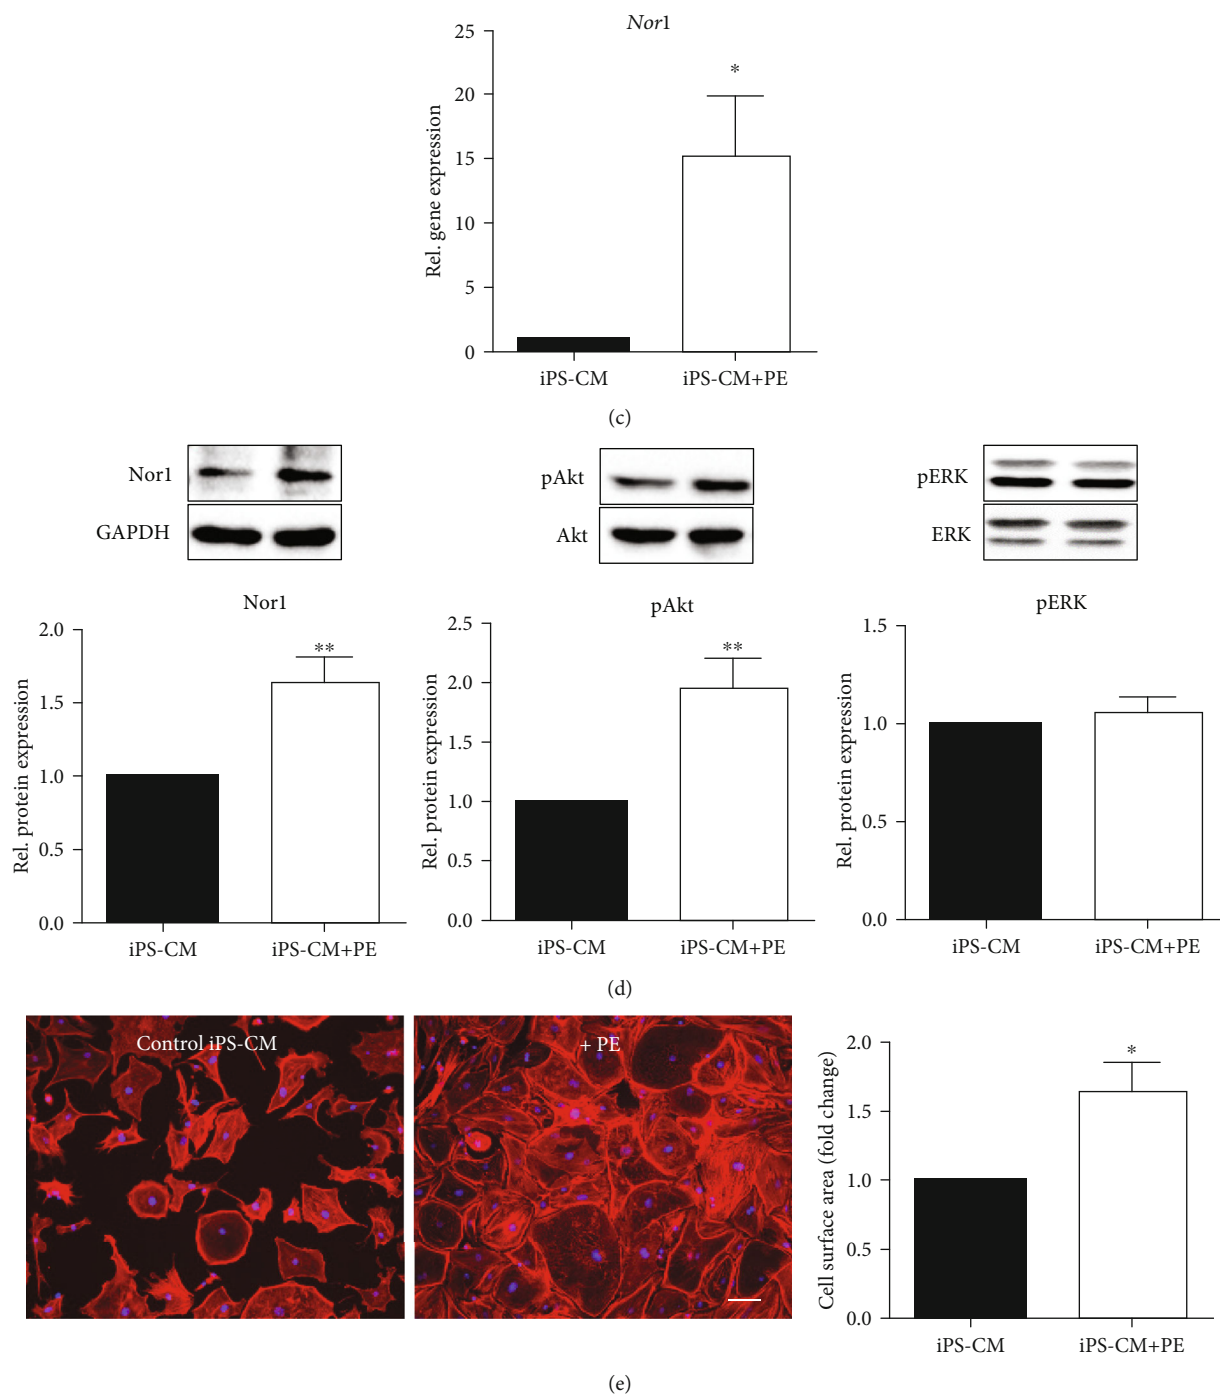 Nor1
25
20
15
10
5
0
Rel. gene expression
*
iPS-CM
iPS-CM+PE
(c)
Nor1
GAPDH
pAkt
Akt
pERK
ERK
Nor1
2.0
1.5
1.0
0.5
0.0
Rel. protein expression
**
iPS-CM
iPS-CM+PE
pAkt
2.5
2.0
1.5
1.0
0.5
0.0
Rel. protein expression
**
iPS-CM
iPS-CM+PE
pERK
1.5
1.0
0.5
0.0
Rel. protein expression
iPS-CM
iPS-CM+PE
(d)
Control iPS-CM
+ PE
2.0
1.5
1.0
0.5
0.0
Cell surface area (fold change)
*
iPS-CM
iPS-CM+PE
(e)